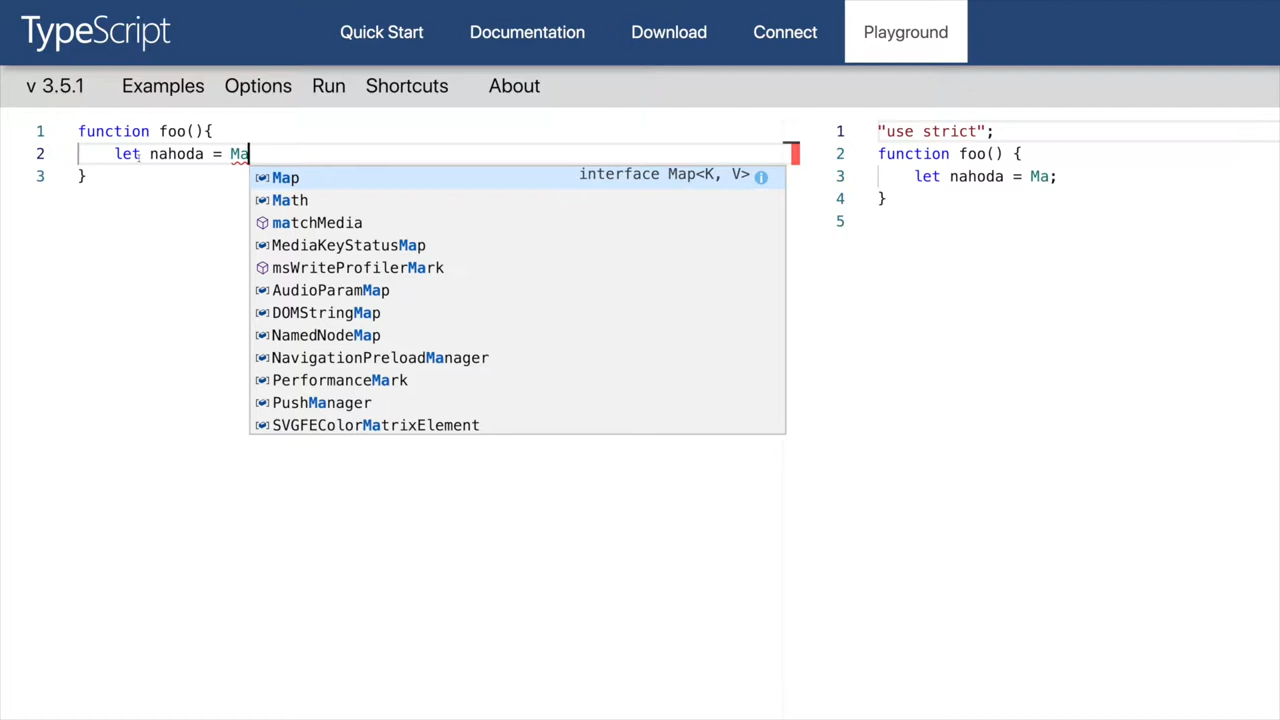 TypeScript Quick Start Documentation Download Connect Playground
v 3.5.1 Examples Options Run Shortcuts About
1 function foo(){
2 let nahoda = Ma
3 }
Map interface Map<K, V>
Math
matchMedia
MediaKeyStatusMap
msWriteProfilerMark
AudioParamMap
DOMStringMap
NamedNodeMap
NavigationPreloadManager
PerformanceMark
PushManager
SVGFEColorMatrixElement
1 "use strict";
2 function foo() {
3 let nahoda = Ma;
4 }
5